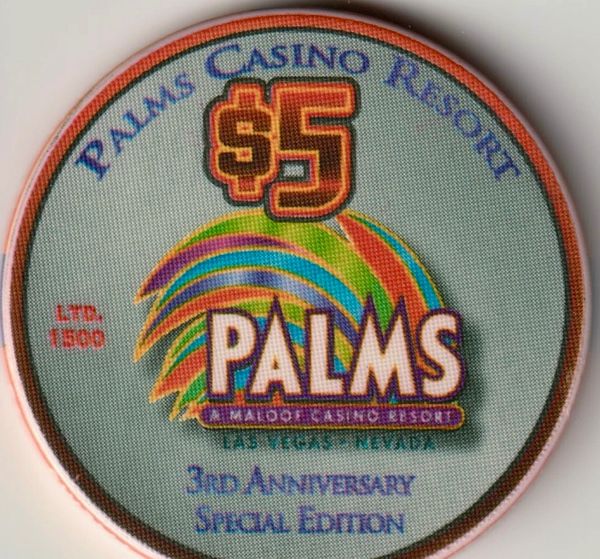 PALMS CASINO RESORT
$5
LTD.
1500
PALMS
A MALOOF CASINO RESORT
LAS VEGAS • NEVADA
3RD ANNIVERSARY
SPECIAL EDITION